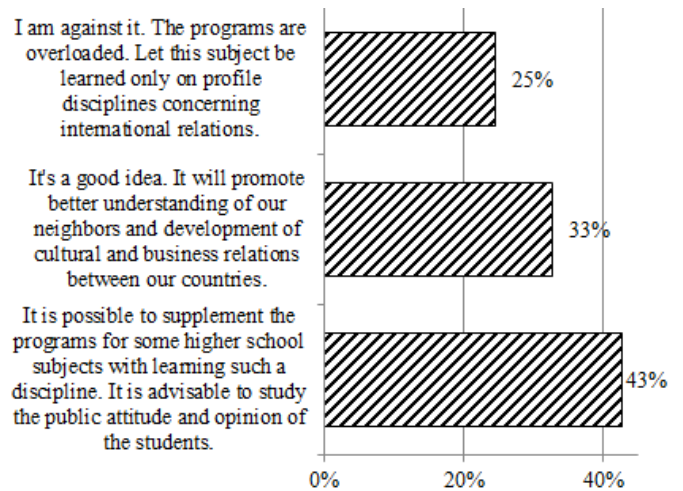 I am against it. The programs are
overloaded. Let this subject be
learned only on profile
disciplines concerning
international relations.
25%
It's a good idea. It will promote
better understanding of our
neighbors and development of
cultural and business relations
between our countries.
33%
It is possible to supplement the
programs for some higher school
subjects with learning such a
discipline. It is advisable to study
the public attitude and opinion of
the students.
43%
0% 20% 40%